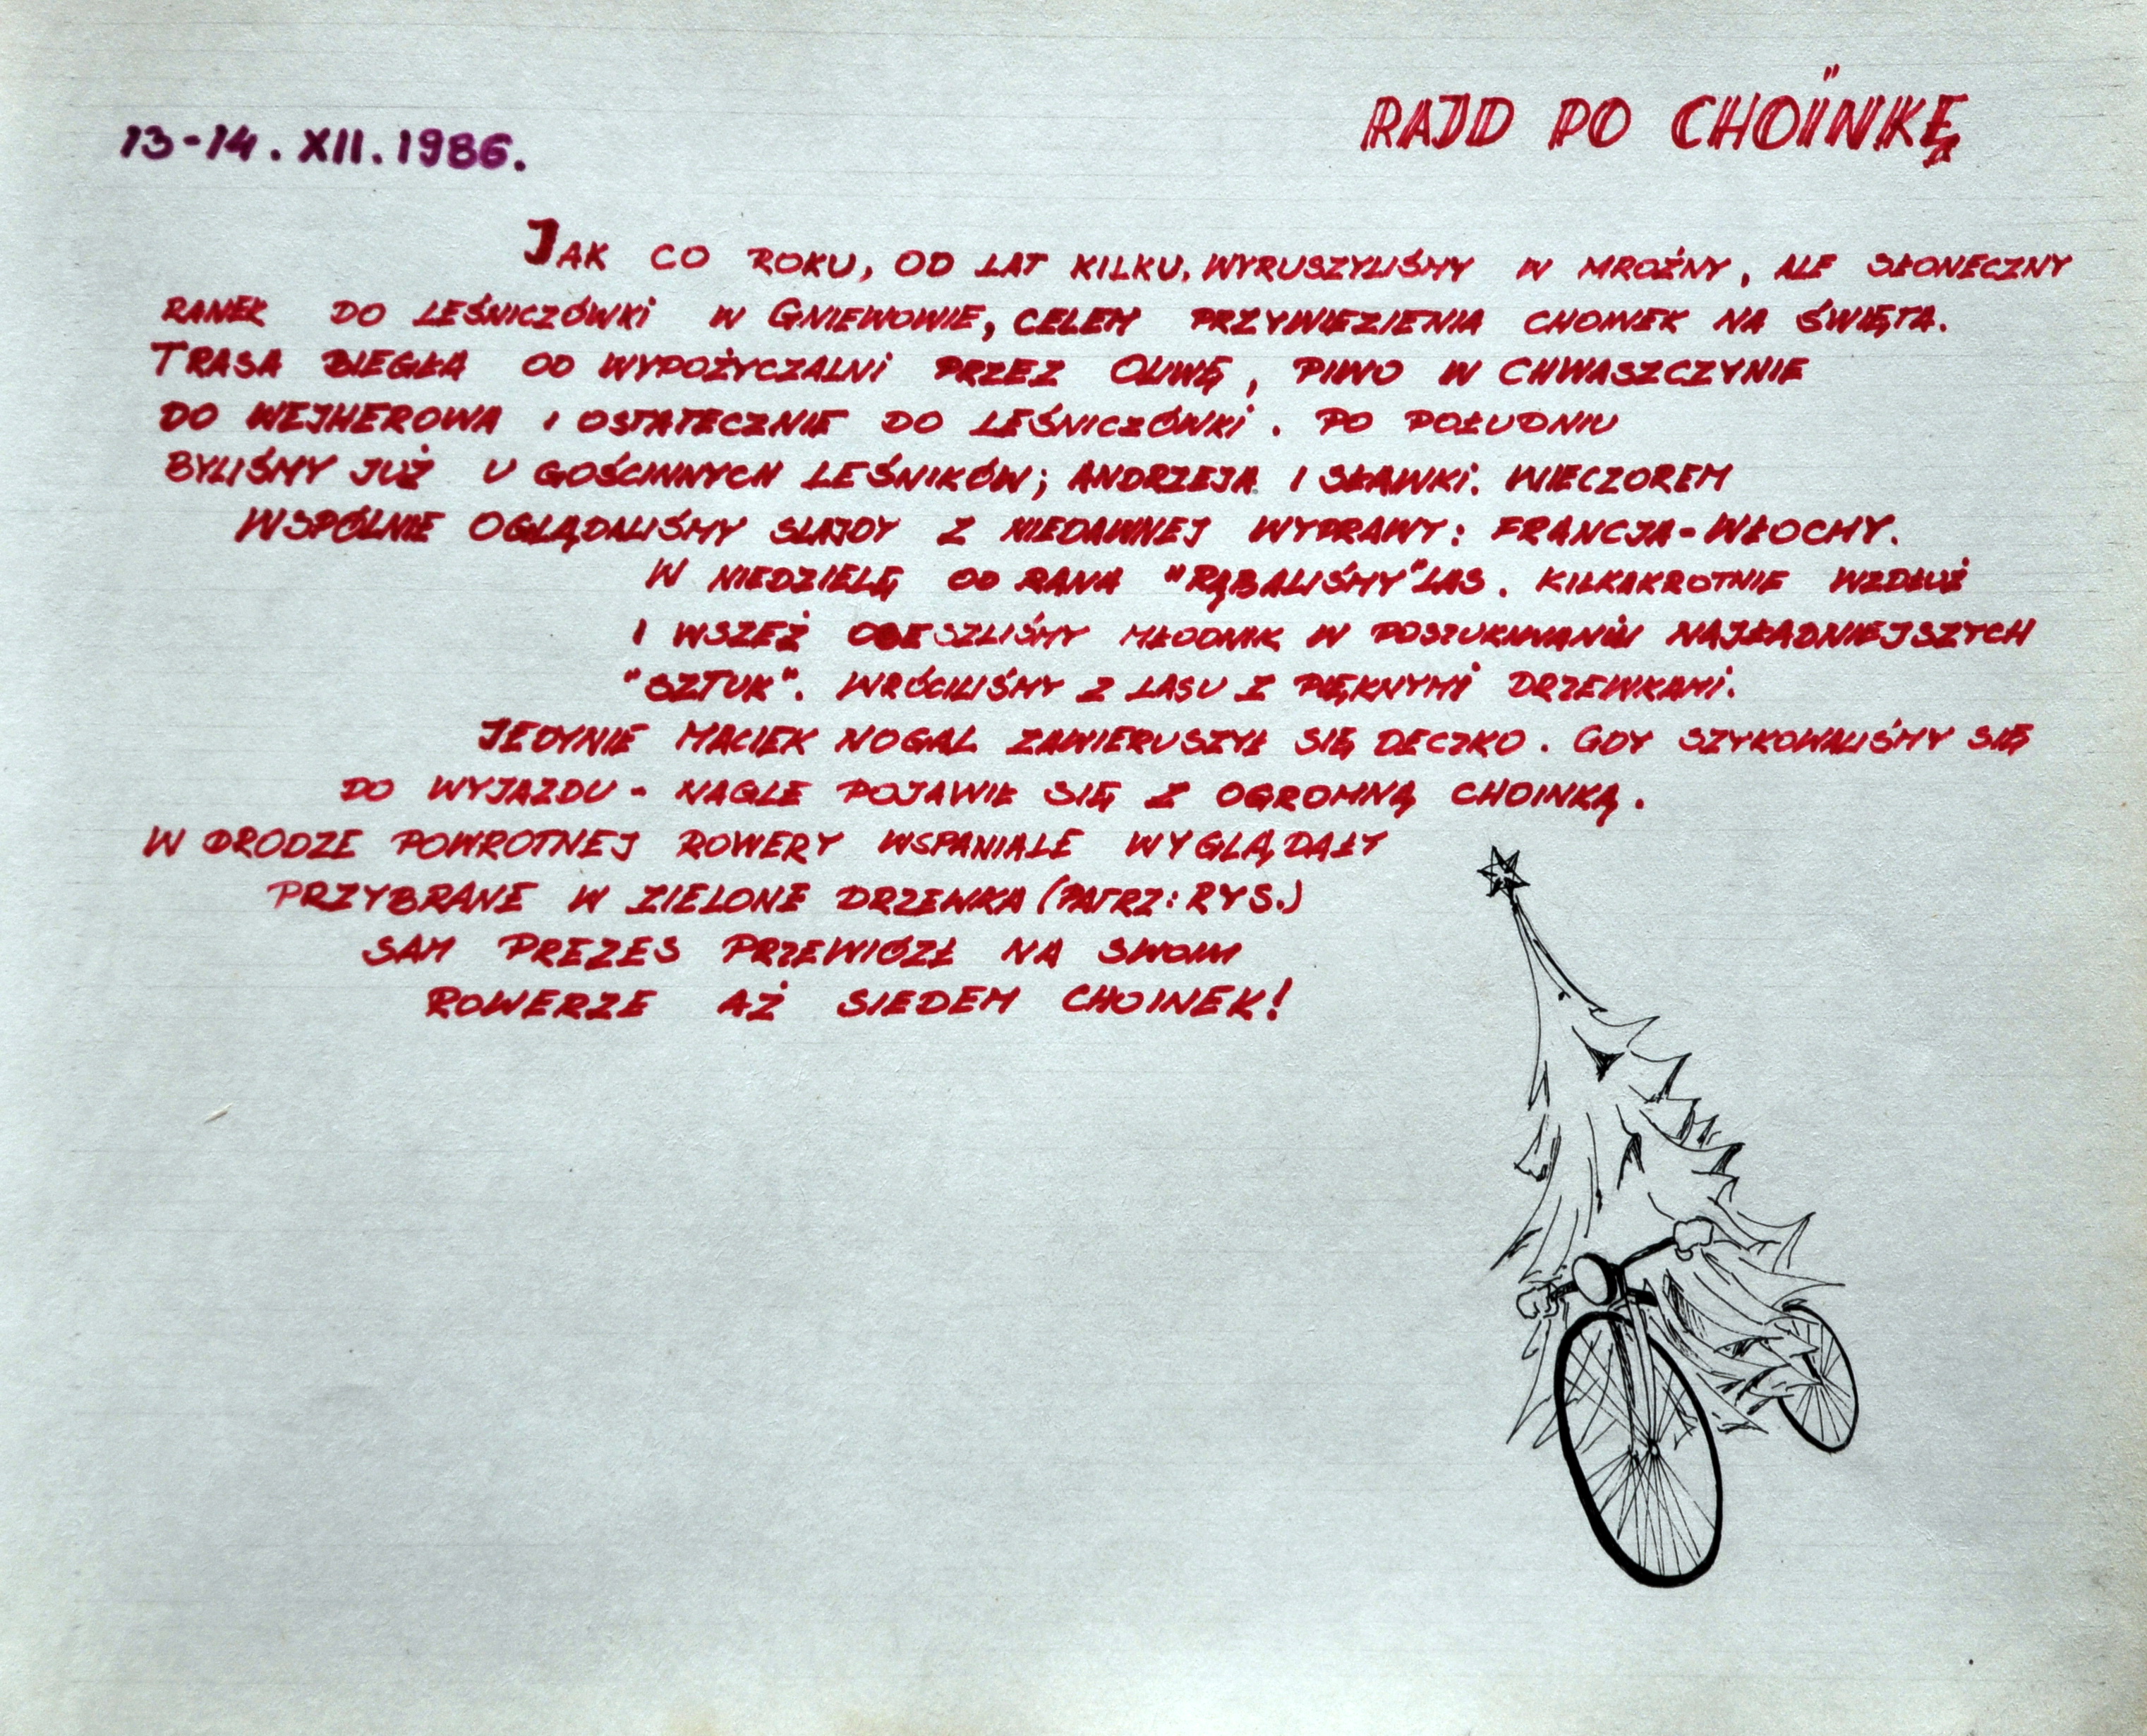 RAJD PO CHOINKĘ
13-14. XII. 1986.
JAK CO ROKU, OD LAT KILKU, WYRUSZYLIŚMY W MROŹNY, ALE SŁONECZNY
RANEK DO LEŚNICZÓWKI W GNIEWOWIE, CELEM PRZYWIEZIENIA CHOINEK NA ŚWIĘTA.
TRASA BIEGŁA OD WYPOŻYCZALNI PRZEZ OLIWĘ, PIWO W CHWASZCZYNIE
DO WEJHEROWA I OSTATECZNIE DO LEŚNICZÓWKI. PO POŁUDNIU
BYLIŚMY JUŻ U GOŚCINNYCH LEŚNIKÓW; ANDRZEJA I SŁAWKI. WIECZOREM
WSPÓLNIE OGLĄDALIŚMY SLAJDY Z NIEDAWNEJ WYPRAWY: FRANCJA-WŁOCHY.
W NIEDZIELĘ OD RANA "RĄBALIŚMY" LAS. KILKAKROTNIE WZDŁUŻ
I WSZEŻ OBESZLIŚMY MŁODNIK W POSZUKIWANIU NAJŁADNIEJSZYCH
"SZTUK". WRÓCILIŚMY Z LASU Z PIĘKNYMI DRZEWKAMI.
JEDYNIE MACIEK NOGAL ZAWIERUSZYŁ SIĘ DECZKO. GDY SZYKOWALIŚMY SIĘ
DO WYJAZDU - NAGLE POJAWIŁ SIĘ Z OGROMNĄ CHOINKĄ.
W DRODZE POWROTNEJ ROWERY WSPANIALE WYGLĄDAŁY
PRZYBRANE W ZIELONE DRZEWKA (PATRZ: RYS.)
SAM PREZES PRZEWIÓZŁ NA SWOIM
ROWERZE AŻ SIEDEM CHOINEK!